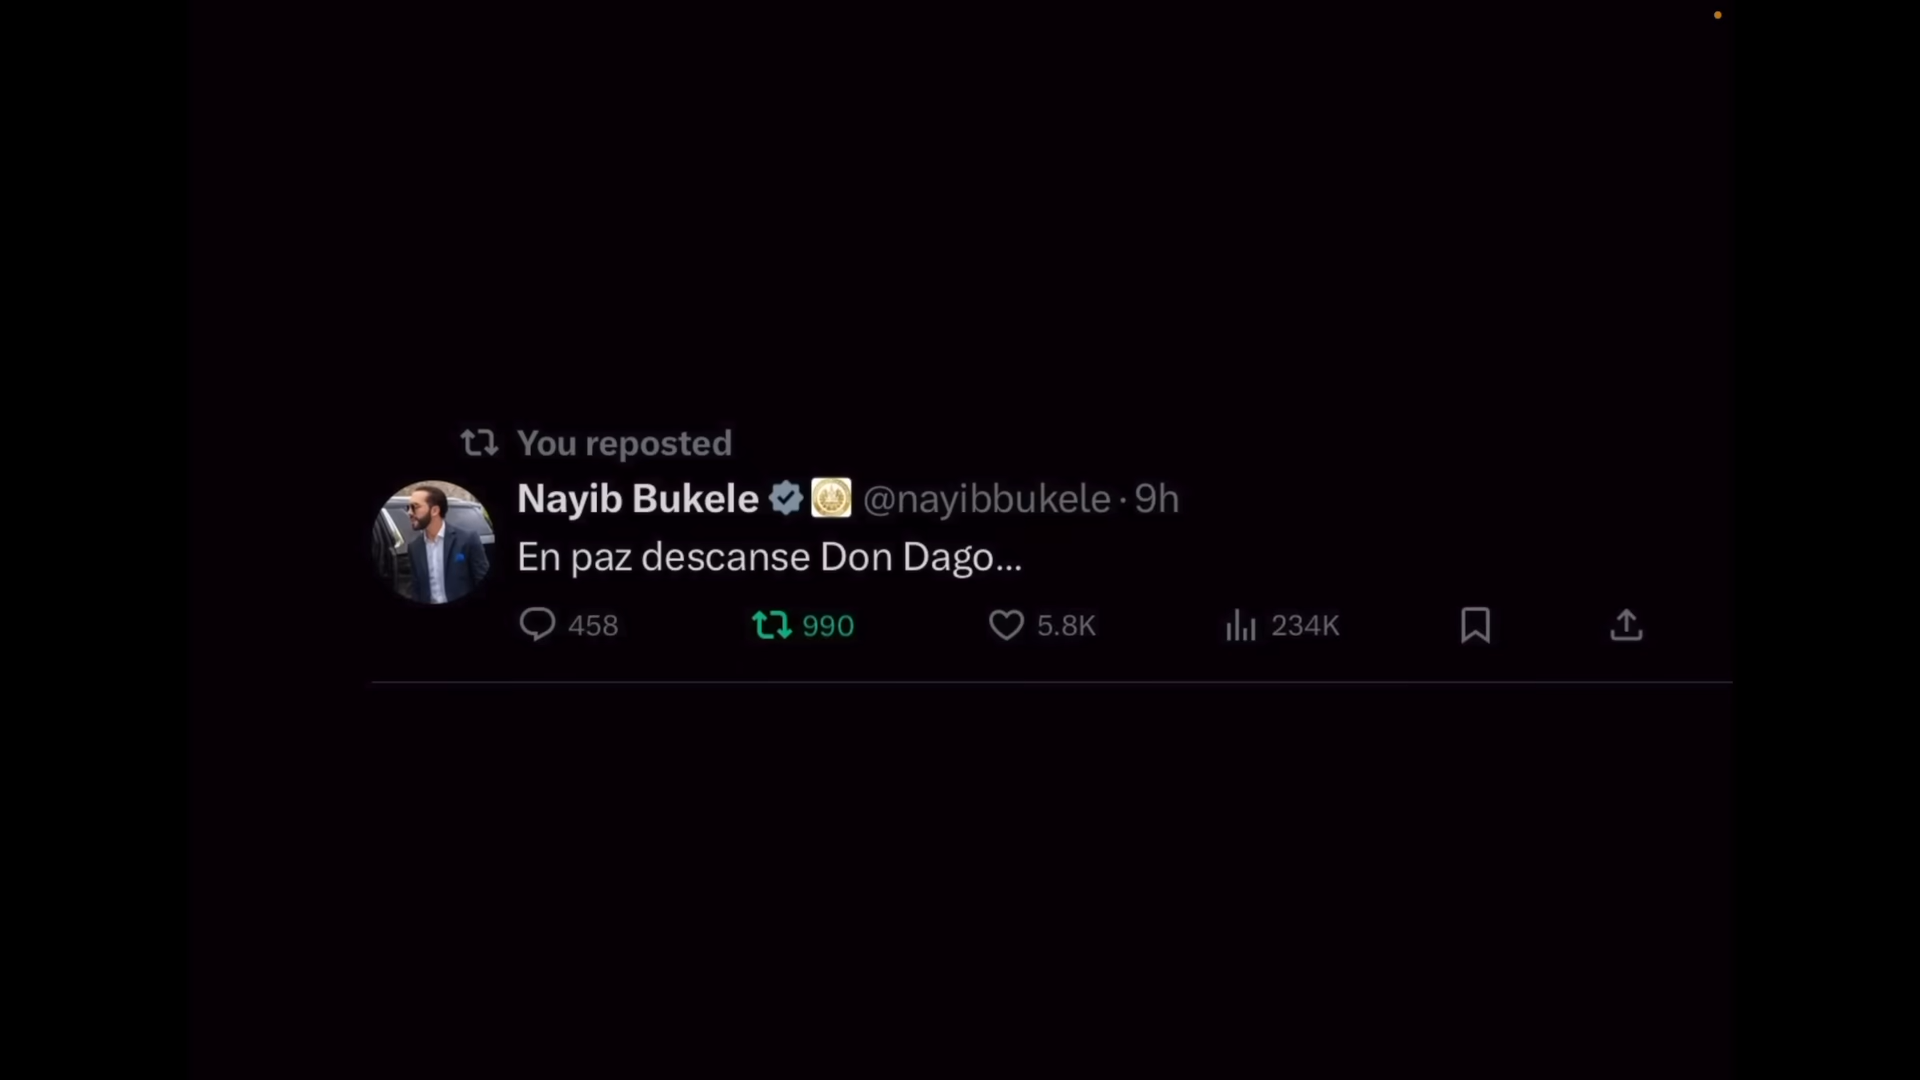 You reposted
Nayib Bukele @nayibbukele · 9h
En paz descanse Don Dago...
458 990 5.8K 234K